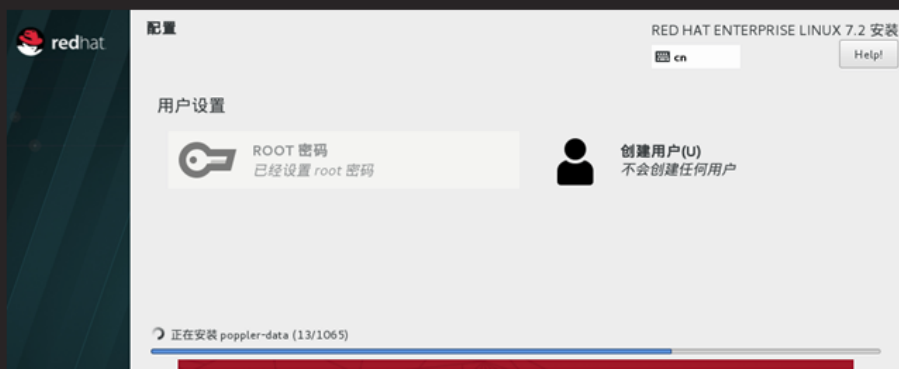 redhat
配置
RED HAT ENTERPRISE LINUX 7.2 安装
cn
Help!
用户设置
ROOT 密码
已经设置 root 密码
创建用户(U)
不会创建任何用户
正在安装 poppler-data (13/1065)